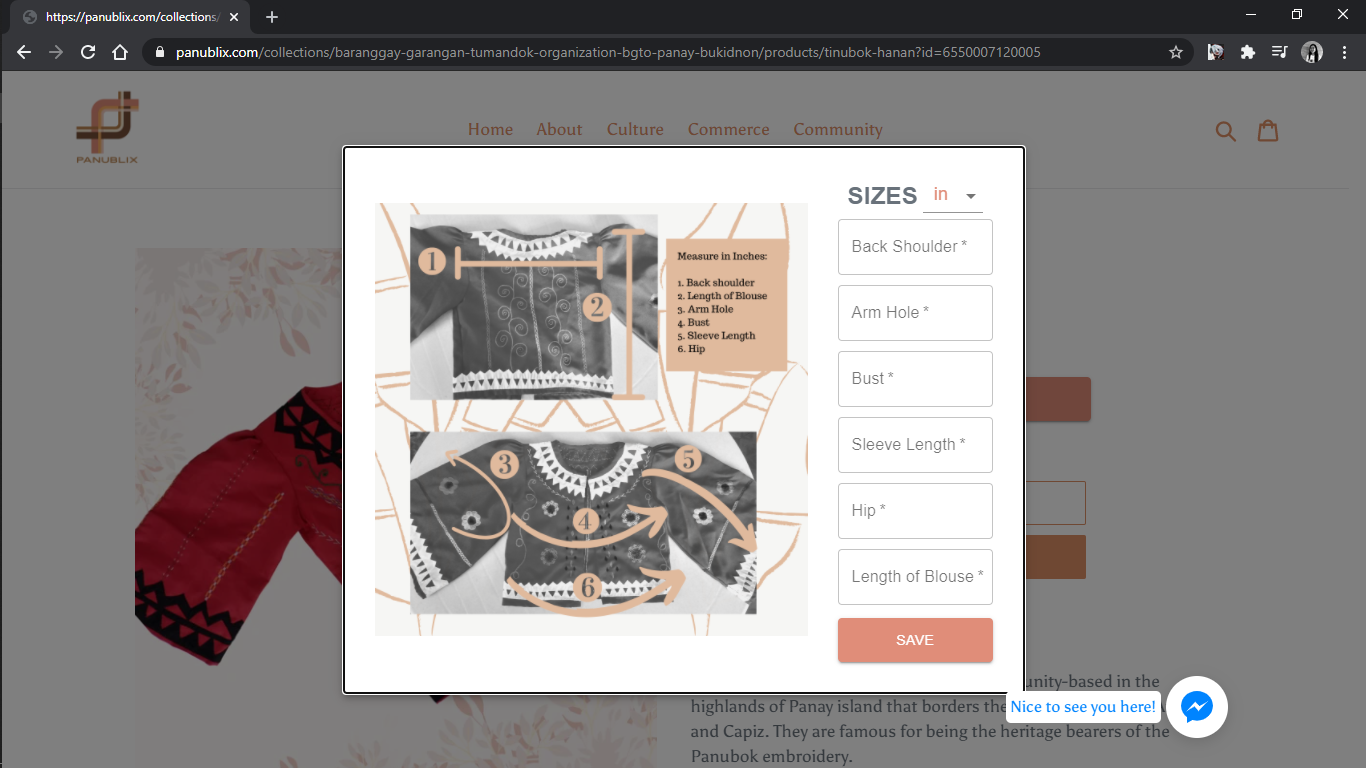 https://panublix.com/collections/
panublix.com/collections/baranggay-garangan-tumandok-organization-bgto-panay-bukidnon/products/tinubok-hanan?id=6550007120005
PANUBLIX
Home
About
Culture
Commerce
Community
1
2
Measure in Inches:
1. Back shoulder
2. Length of Blouse
3. Arm Hole
4. Bust
5. Sleeve Length
6. Hip
3
4
5
6
SIZES
in
Back Shoulder *
Arm Hole *
Bust *
Sleeve Length *
Hip *
Length of Blouse *
SAVE
unity-based in the
highlands of Panay island that borders the
and Capiz. They are famous for being the heritage bearers of the
Panubok embroidery.
Nice to see you here!